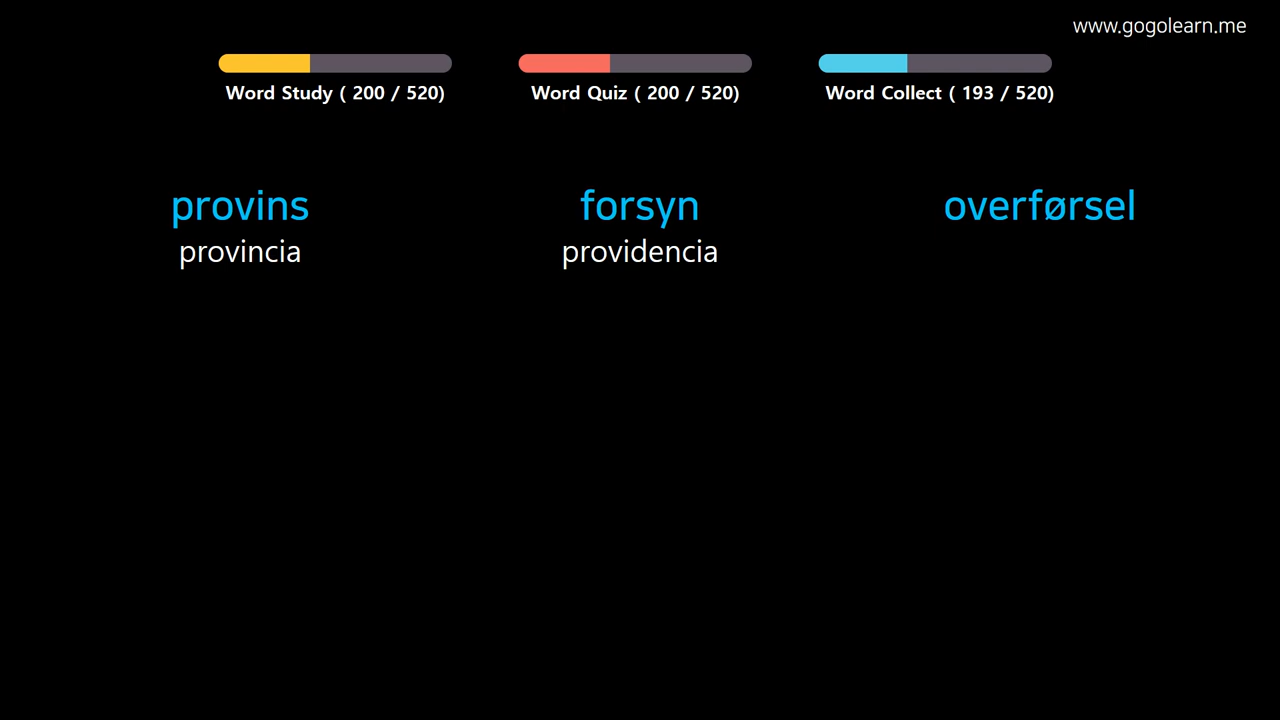 www.gogolearn.me
Word Study ( 200 / 520)
Word Quiz ( 200 / 520)
Word Collect ( 193 / 520)
provins
provincia
forsyn
providencia
overførsel